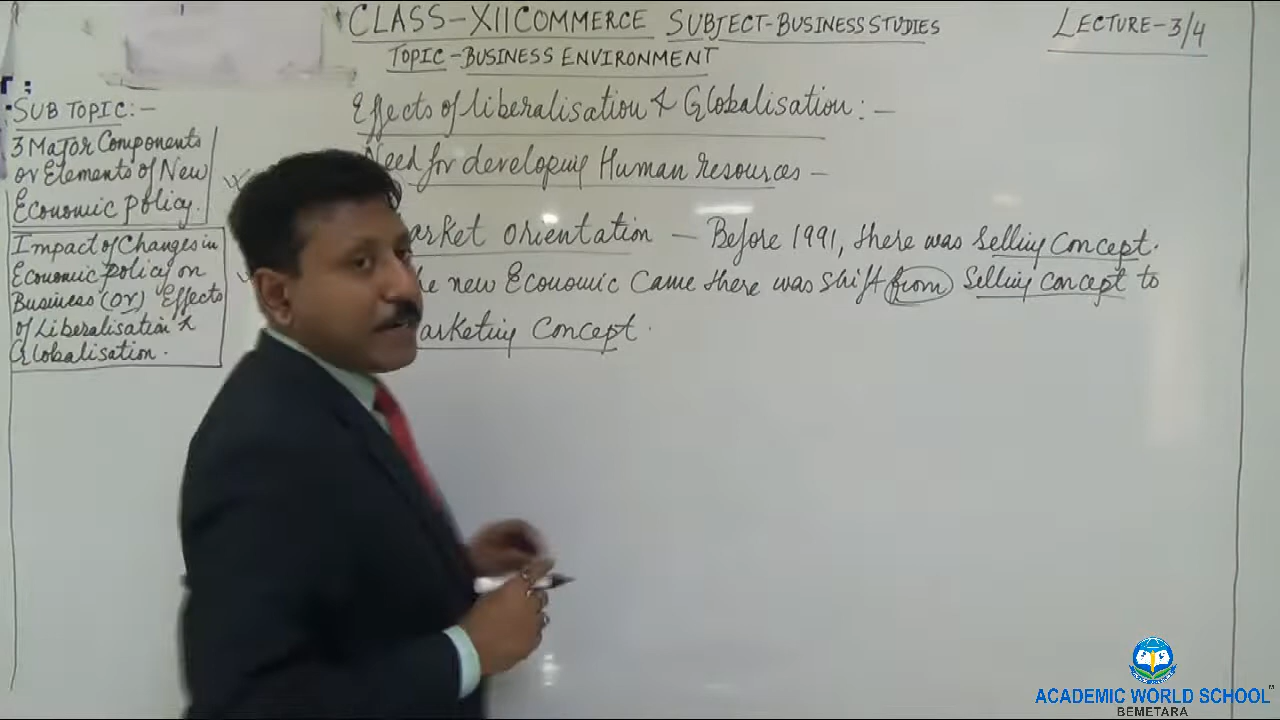 CLASS-XII COMMERCE SUBJECT-BUSINESS STUDIES
LECTURE-3/4
TOPIC-BUSINESS ENVIRONMENT
SUB TOPIC:-
3 Major Components
or Elements of New
Economic policy.
Impact of Changes in
Economic policy on
Business (or) Effects
of Liberalisation &
Globalisation.
Effects of liberalisation & Globalisation:-
Need for developing Human resources -
arket orientation - Before 1991, there was Selling Concept.
new Economic Came there was shift from Selling concept to
arketing Concept.
ACADEMIC WORLD SCHOOL
BEMETARA